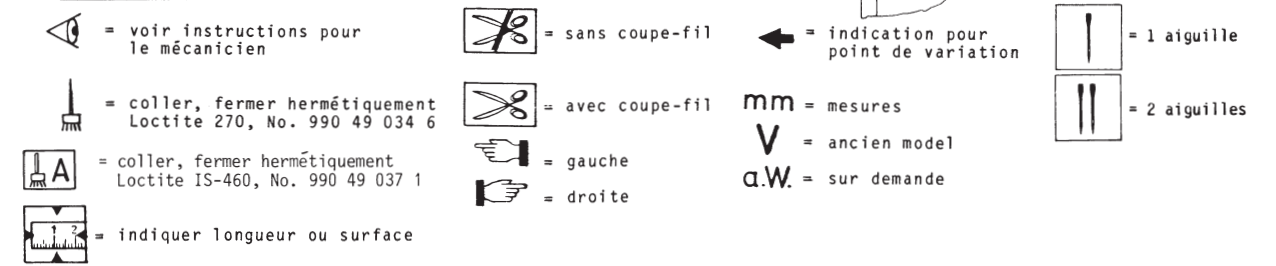 = voir instructions pour
le mécanicien
= coller, fermer hermétiquement
Loctite 270, No. 990 49 034 6
A = coller, fermer hermétiquement
Loctite IS-460, No. 990 49 037 1
1 2 = indiquer longueur ou surface
= sans coupe-fil
= avec coupe-fil
= gauche
= droite
= indication pour
point de variation
mm = mesures
V = ancien model
a.W. = sur demande
= 1 aiguille
= 2 aiguilles